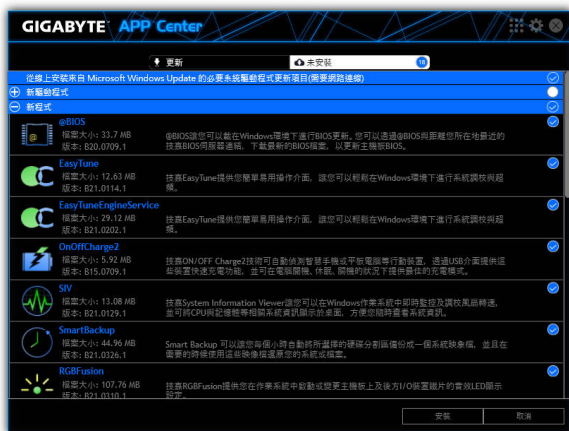 GIGABYTE™ APP Center
更新
未安裝
18
從線上安裝來自 Microsoft Windows Update 的必要系統驅動程式更新項目(需要網路連線)
新驅動程式
新程式
@BIOS
檔案大小: 33.7 MB
版本: B20.0709.1
@BIOS讓您可以載在Windows環境下進行BIOS更新。您可以透過@BIOS與距離您所在地最近的
技嘉BIOS伺服器連結，下載最新的BIOS檔案，以更新主機板BIOS。
EasyTune
檔案大小: 12.63 MB
版本: B21.0114.1
技嘉EasyTune提供您簡單易用操作介面，讓您可以輕鬆在Windows環境下進行系統調校與超
頻。
EasyTuneEngineService
檔案大小: 29.12 MB
版本: B21.0202.1
技嘉EasyTune提供您簡單易用操作介面，讓您可以輕鬆在Windows環境下進行系統調校與超
頻。
OnOffCharge2
檔案大小: 5.92 MB
版本: B15.0709.1
技嘉ON/OFF Charge2技術可自動偵測智慧手機或平板電腦等行動裝置，透過USB介面提供這
些裝置快速充電功能，並可在電腦開機、休眠、關機的狀況下提供最佳的充電模式。
SIV
檔案大小: 13.08 MB
版本: B21.0129.1
技嘉System Information Viewer讓您可以在Windows作業系統中即時監控及調校風扇轉速，
並可將CPU與記憶體等相關系統資訊顯示於桌面，方便您隨時查看系統資訊。
SmartBackup
檔案大小: 44.96 MB
版本: B21.0326.1
Smart Backup 可以讓您每個小時自動將所選擇的硬碟分割區備份成一個系統映象檔，並且在
需要的時候使用這些映像檔還原您的系統或檔案。
RGBFusion
檔案大小: 107.76 MB
版本: B21.0310.1
技嘉RGBFusion提供您在作業系統中啟動或變更主機板上及後方I/O裝置鏡片的音效LED顯示
設定。
安裝
取消